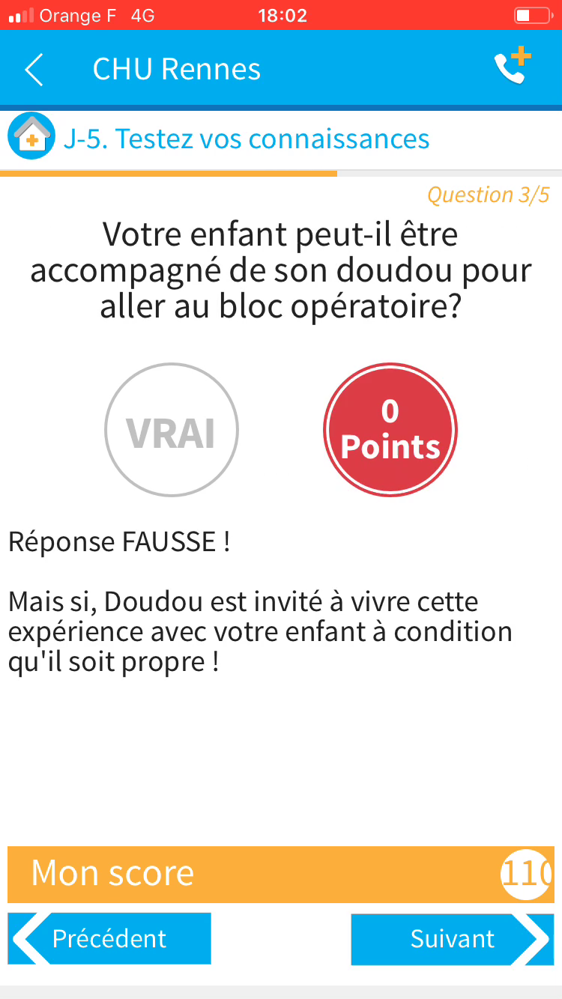 Orange F 4G 18:02
CHU Rennes
J-5. Testez vos connaissances
Question 3/5
Votre enfant peut-il être
accompagné de son doudou pour
aller au bloc opératoire?
VRAI
0
Points
Réponse FAUSSE !
Mais si, Doudou est invité à vivre cette
expérience avec votre enfant à condition
qu'il soit propre !
Mon score 110
Précédent Suivant